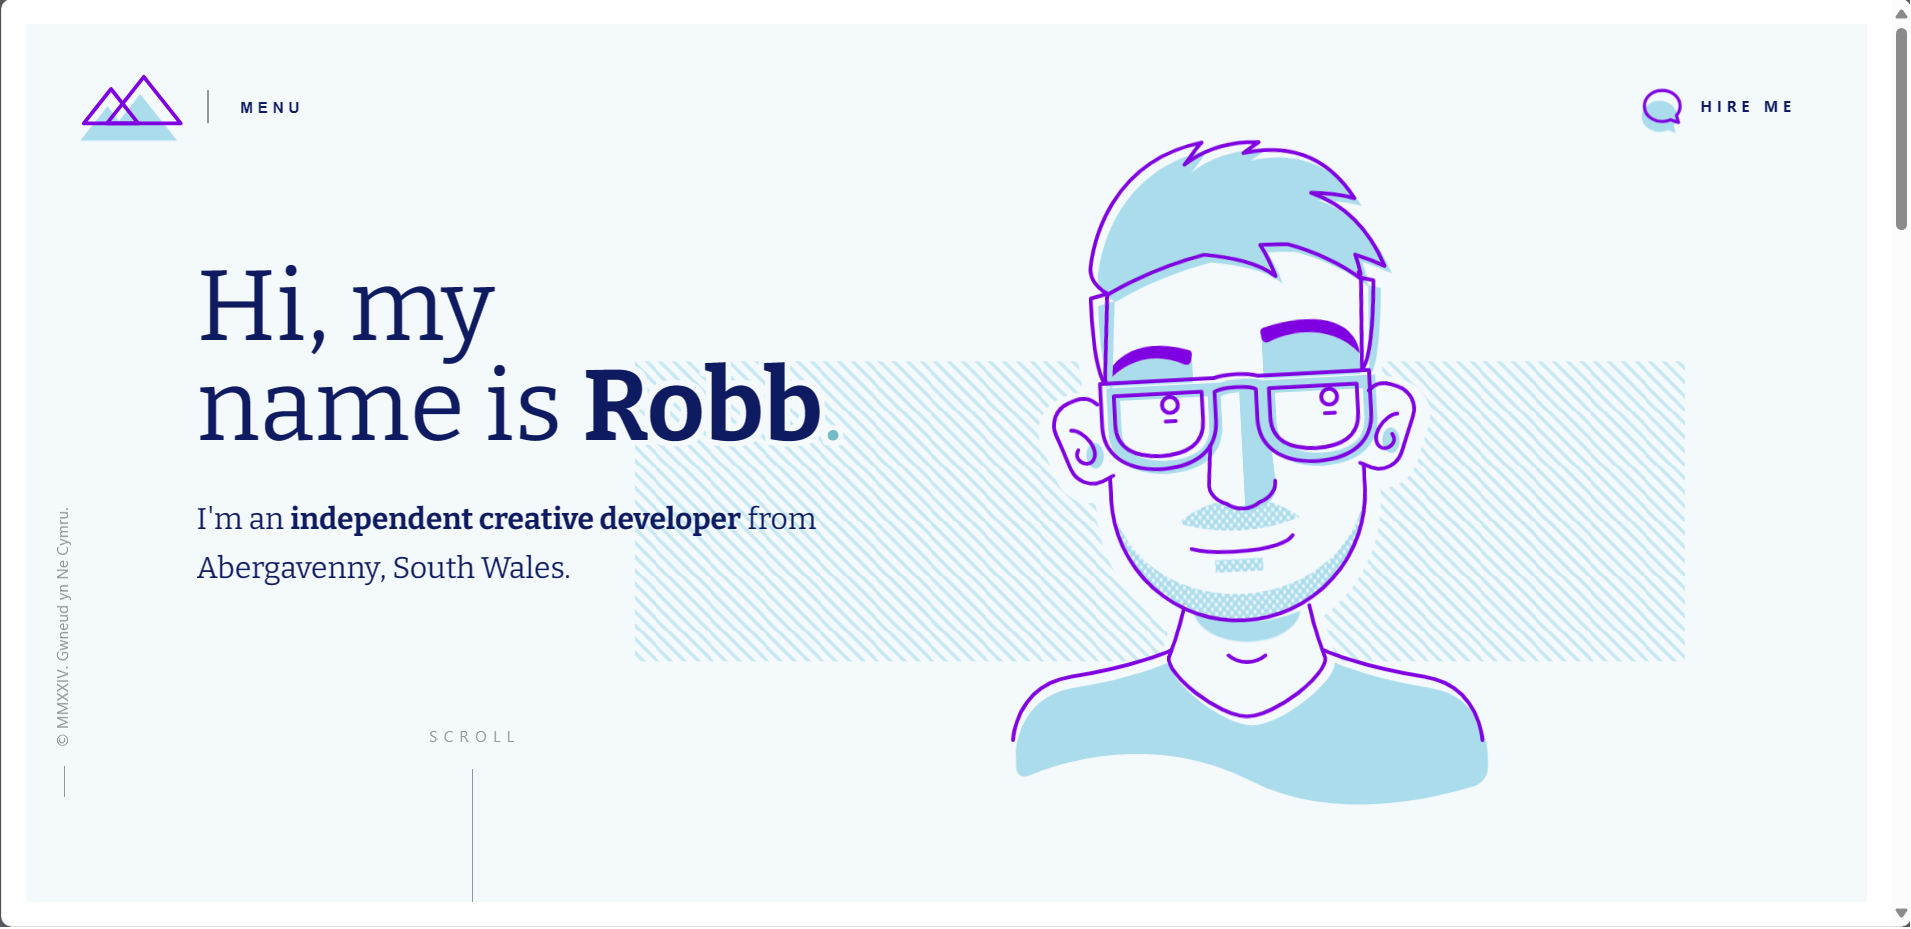 MENU
HIRE ME
Hi, my
name is Robb.
I'm an independent creative developer from
Abergavenny, South Wales.
© MMXXIV. Gwneud yn Ne Cymru.
SCROLL